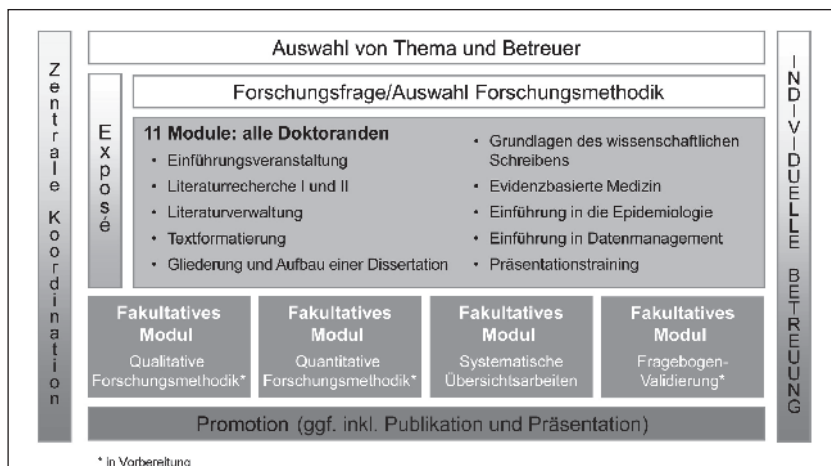 Zentrale Koordination
Auswahl von Thema und Betreuer
Exposé
Forschungsfrage/Auswahl Forschungsmethodik
11 Module: alle Doktoranden
• Einführungsveranstaltung
• Literaturrecherche I und II
• Literaturverwaltung
• Textformatierung
• Gliederung und Aufbau einer Dissertation
• Grundlagen des wissenschaftlichen
Schreibens
• Evidenzbasierte Medizin
• Einführung in die Epidemiologie
• Einführung in Datenmanagement
• Präsentationstraining
Fakultatives
Modul
Qualitative
Forschungsmethodik*
Fakultatives
Modul
Quantitative
Forschungsmethodik*
Fakultatives
Modul
Systematische
Übersichtsarbeiten
Fakultatives
Modul
Fragebogen-
Validierung*
Promotion (ggf. inkl. Publikation und Präsentation)
INDIVIDUELLE BETREUUNG
* in Vorbereitung